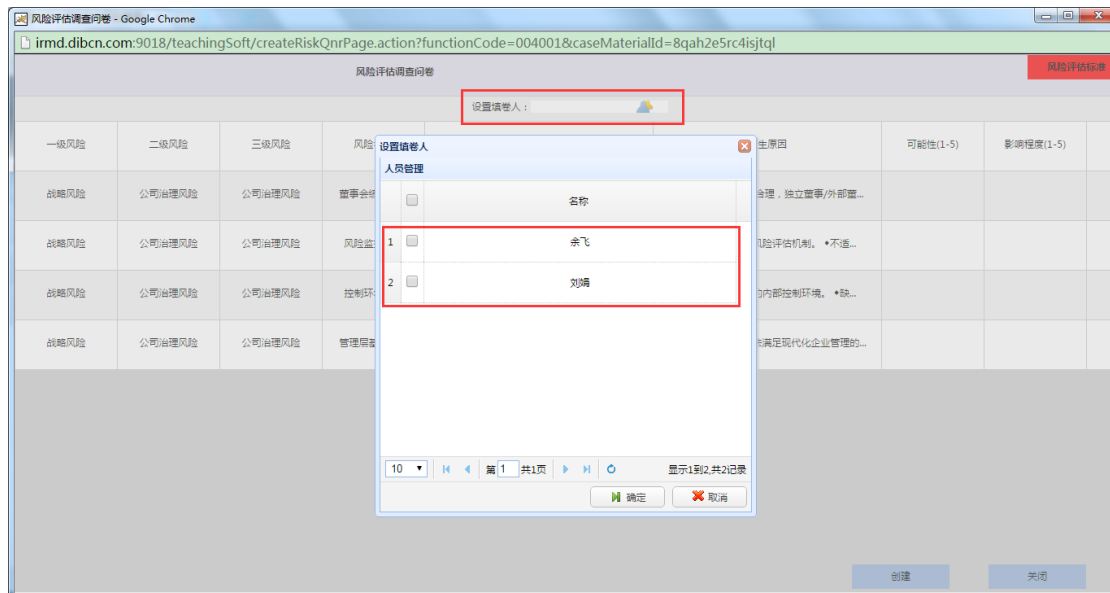 风险评估调查问卷 - Google Chrome
irmd.dibcn.com:9018/teachingSoft/createRiskQnrPage.action?functionCode=004001&caseMaterialId=8qah2e5rc4isjtql
风险评估调查问卷
风险评估标准
设置填卷人：
一级风险 二级风险 三级风险 风险 生原因 可能性(1-5) 影响程度(1-5)
战略风险 公司治理风险 公司治理风险 董事会 合理，独立董事/外部董...
战略风险 公司治理风险 公司治理风险 风险监 风险评估机制。 •不适...
战略风险 公司治理风险 公司治理风险 控制环 的内部控制环境。 •缺...
战略风险 公司治理风险 公司治理风险 管理层 满足现代化企业管理的...
设置填卷人
人员管理
名称
1 余飞
2 刘娟
10 第 1 共1页 显示1到2,共2记录
确定 取消
创建 关闭